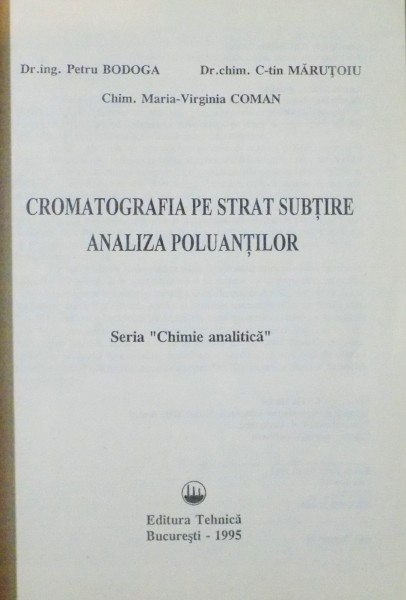 Dr.ing. Petru BODOGA Dr.chim. C-tin MĂRUȚOIU
Chim. Maria-Virginia COMAN
CROMATOGRAFIA PE STRAT SUBȚIRE
ANALIZA POLUANȚILOR
Seria "Chimie analitică"
Editura Tehnică
București - 1995